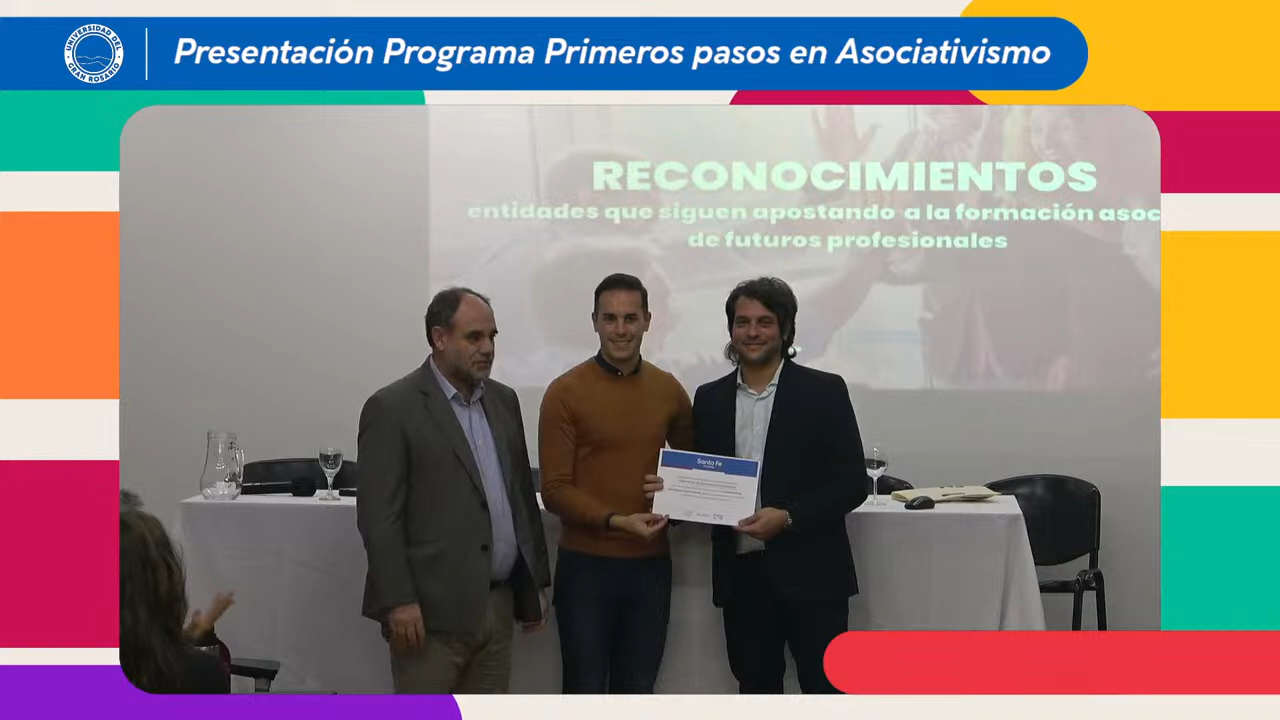 UNIVERSIDAD DEL
GRAN ROSARIO
Presentación Programa Primeros pasos en Asociativismo
RECONOCIMIENTOS
entidades que siguen apostando a la formación asoc
de futuros profesionales
Santa Fe